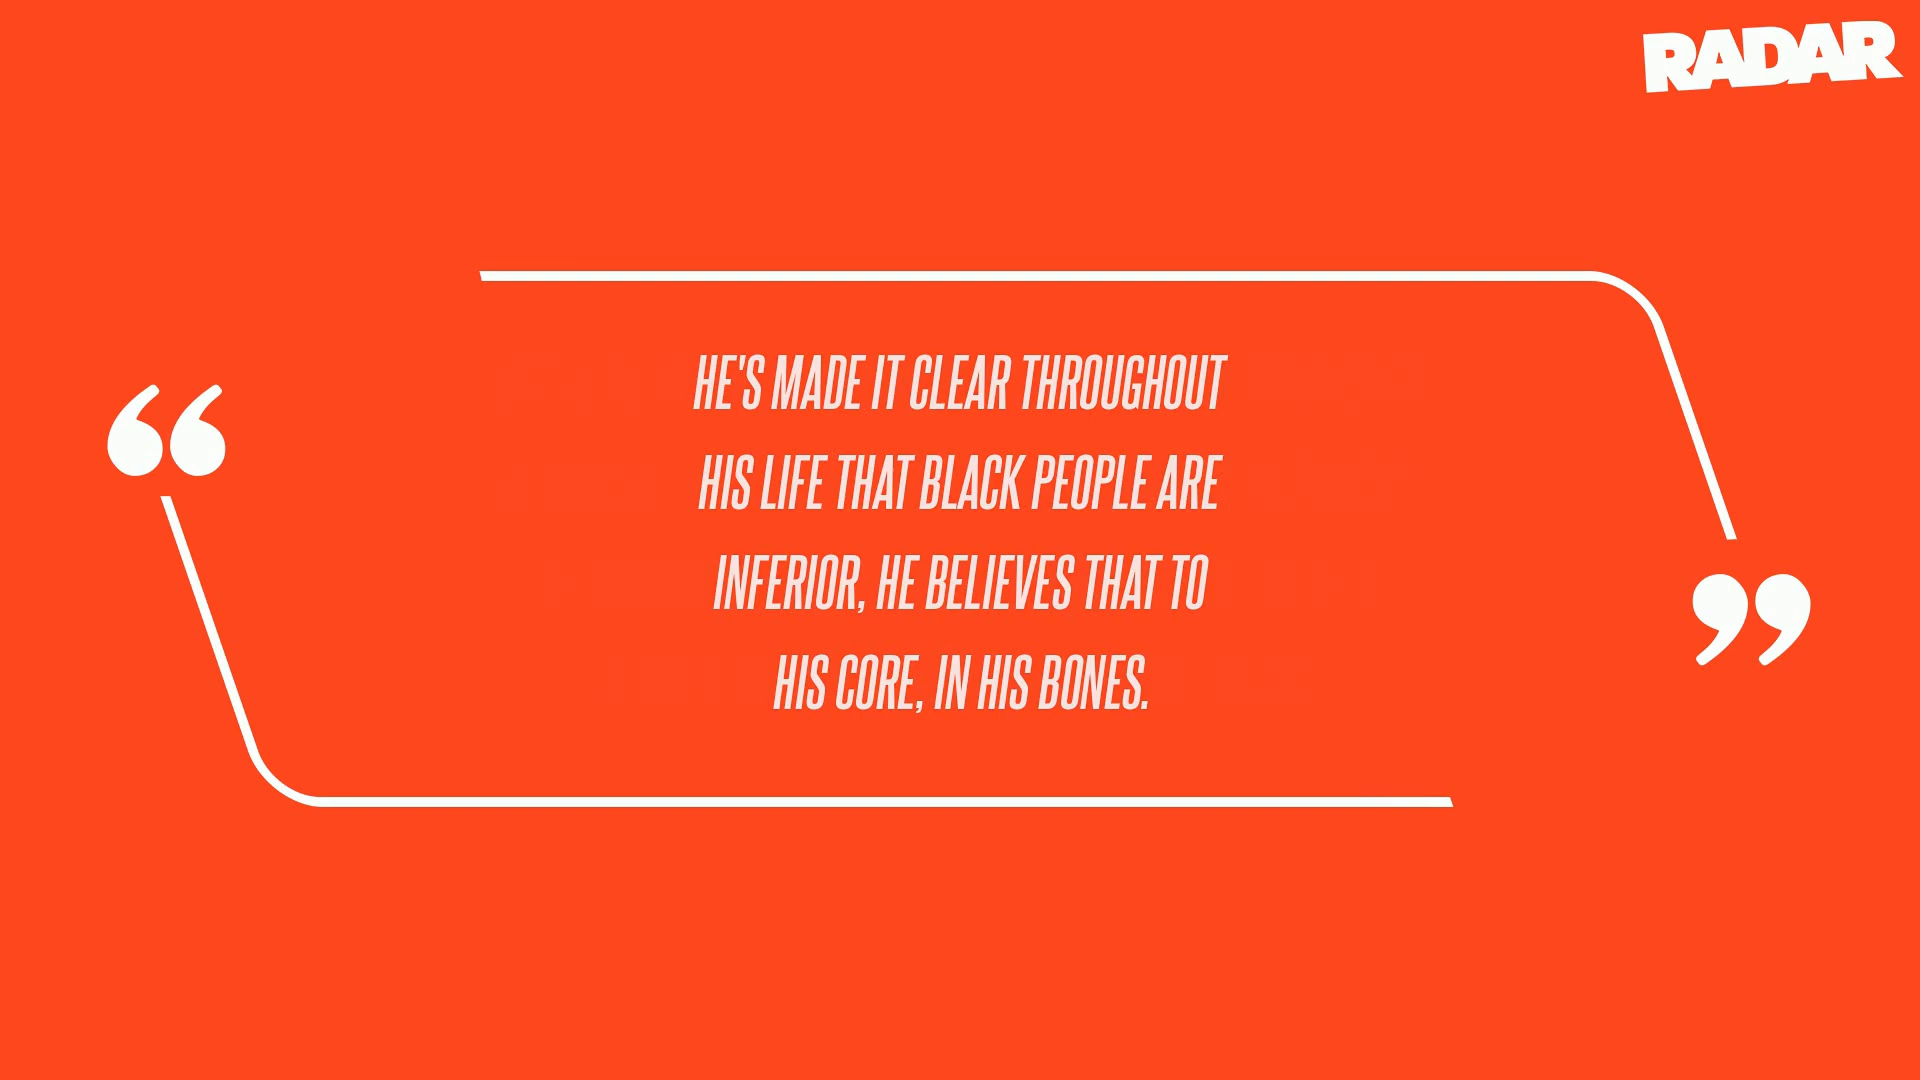 RADAR
“
HE'S MADE IT CLEAR THROUGHOUT
HIS LIFE THAT BLACK PEOPLE ARE
INFERIOR, HE BELIEVES THAT TO
HIS CORE, IN HIS BONES.
”